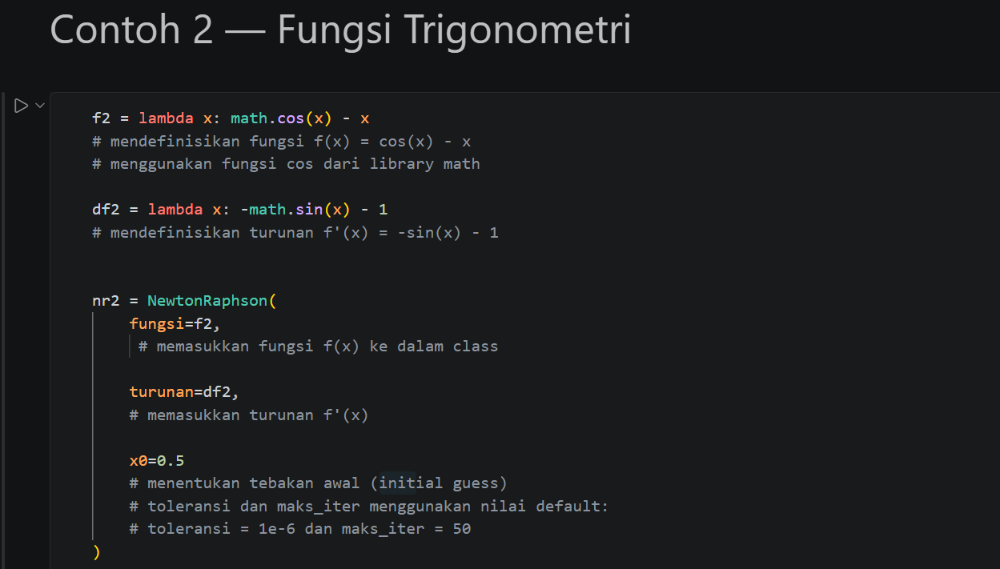 Contoh 2 — Fungsi Trigonometri
f2 = lambda x: math.cos(x) - x
# mendefinisikan fungsi f(x) = cos(x) - x
# menggunakan fungsi cos dari library math
df2 = lambda x: -math.sin(x) - 1
# mendefinisikan turunan f'(x) = -sin(x) - 1
nr2 = NewtonRaphson(
fungsi=f2,
# memasukkan fungsi f(x) ke dalam class
turunan=df2,
# memasukkan turunan f'(x)
x0=0.5
# menentukan tebakan awal (initial guess)
# toleransi dan maks_iter menggunakan nilai default:
# toleransi = 1e-6 dan maks_iter = 50
)